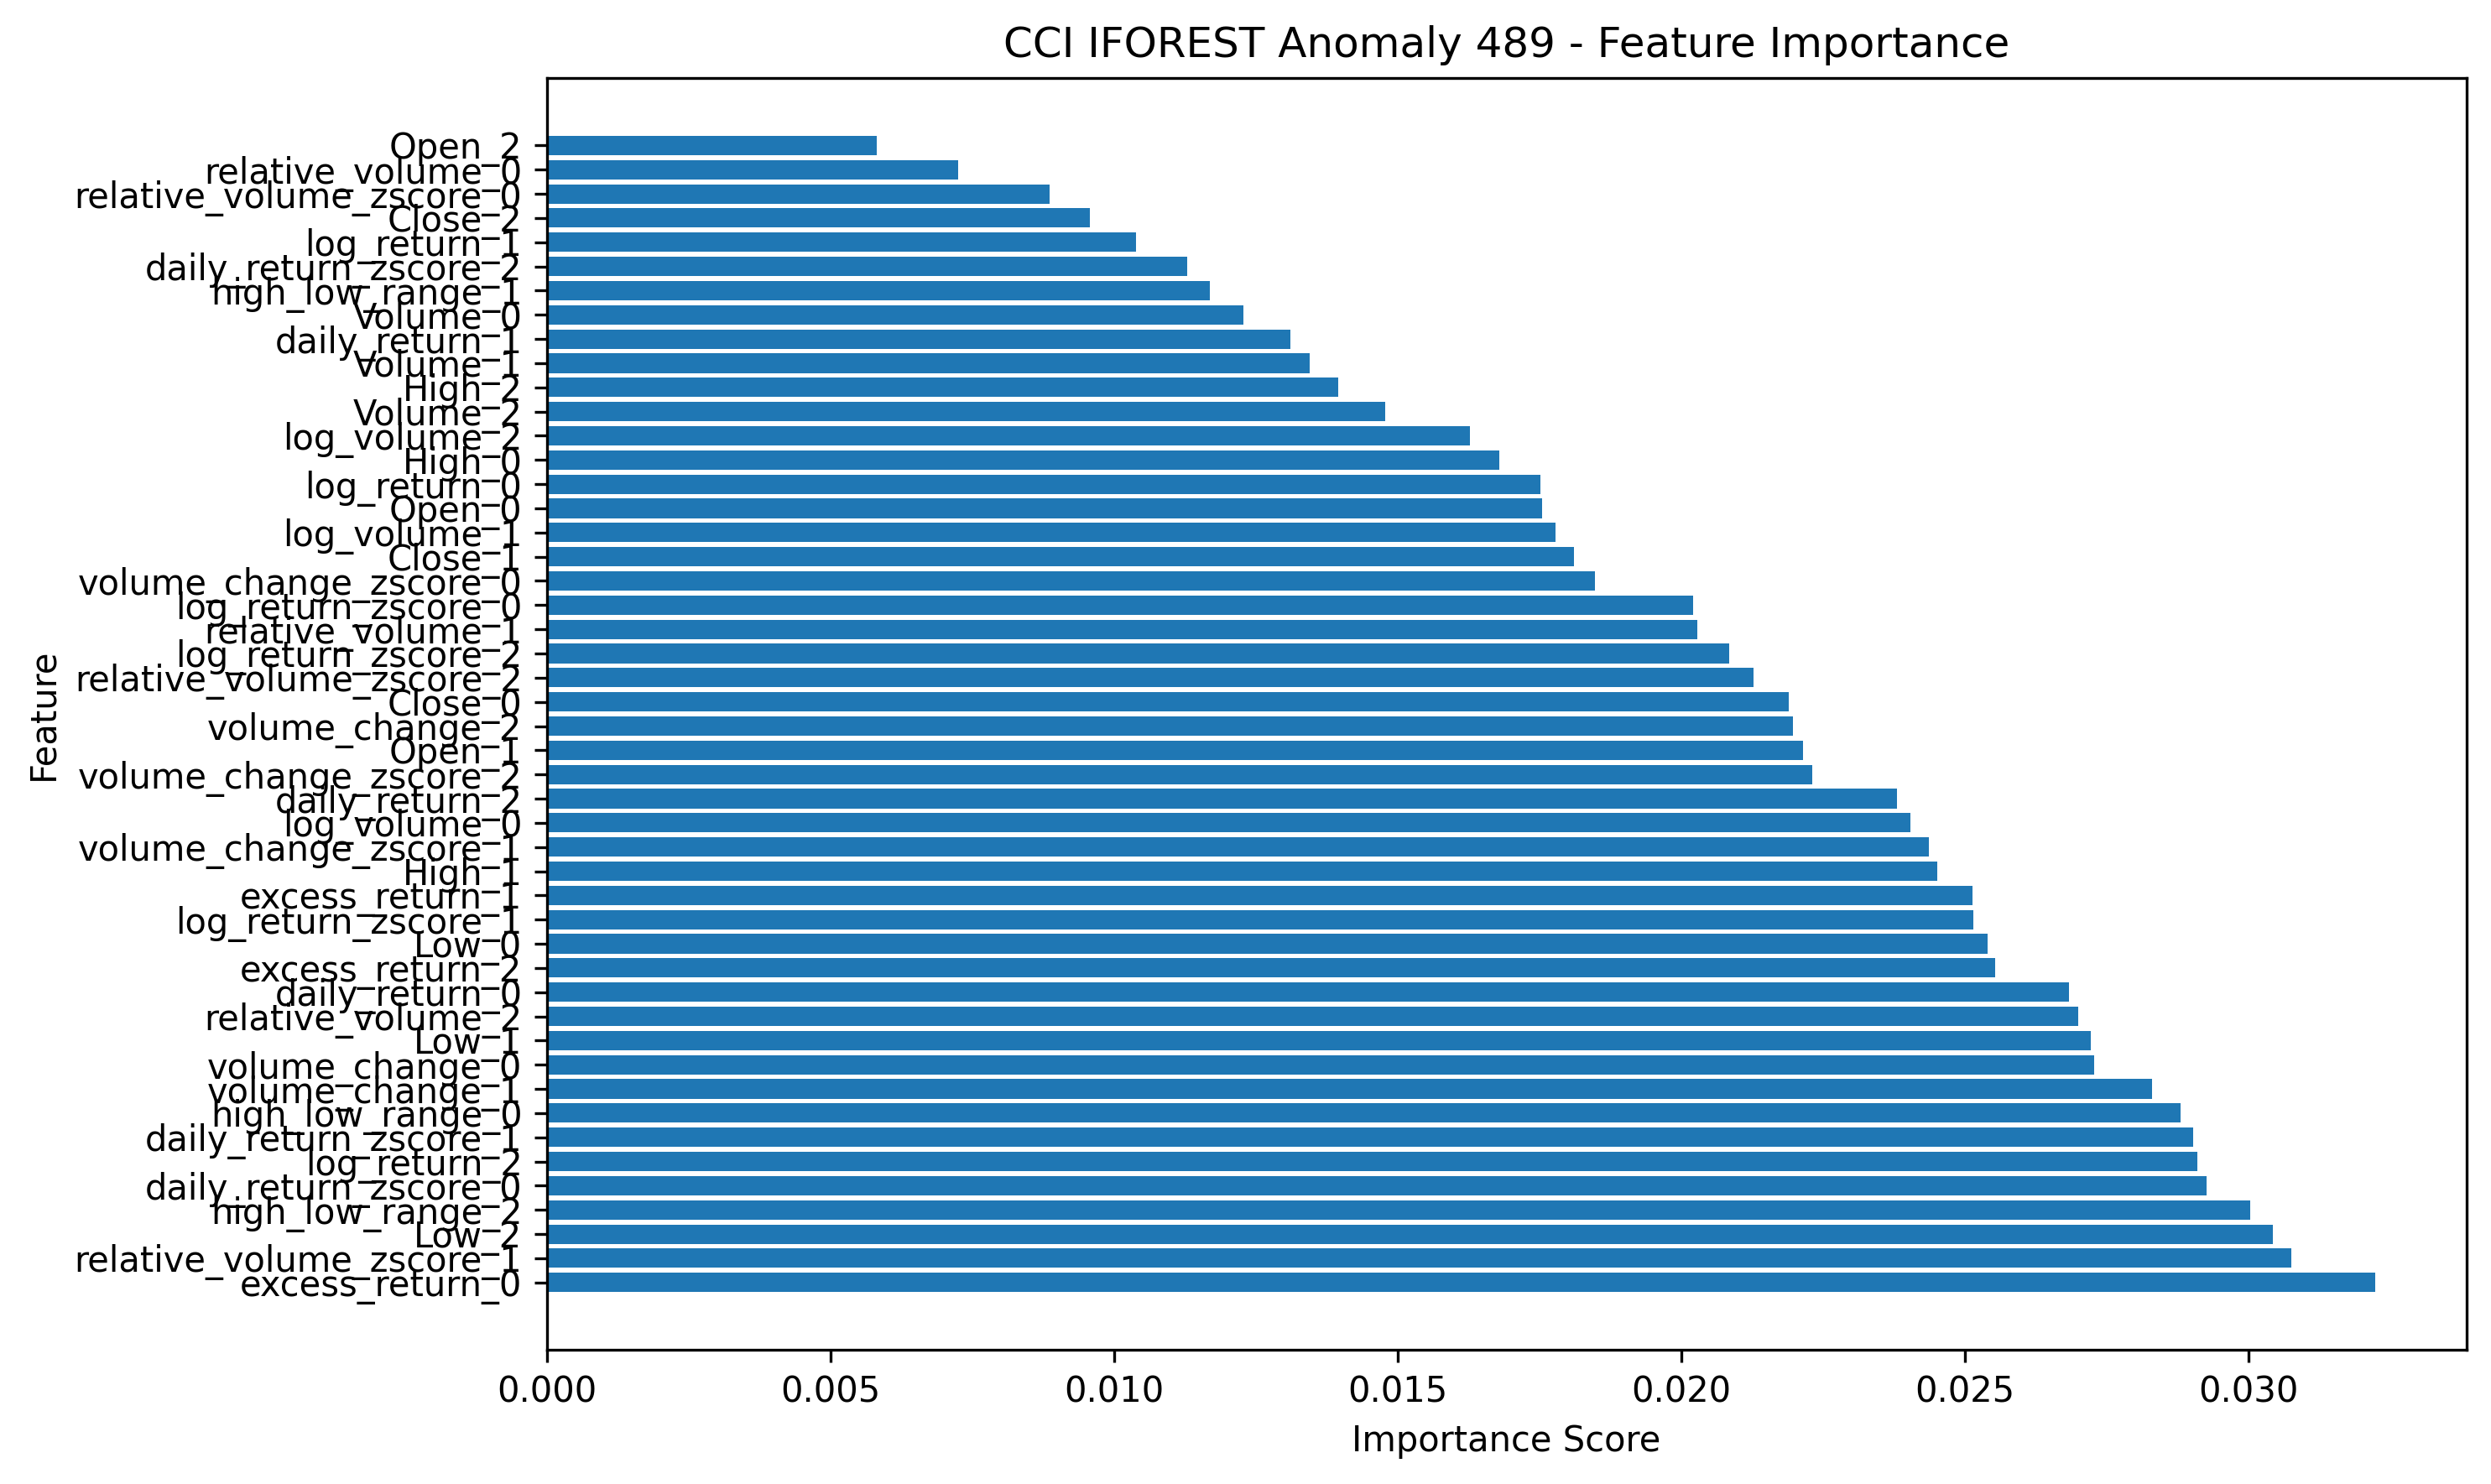 CCI IFOREST Anomaly 489 - Feature Importance
Open_2
relative_volume_0
relative_volume_zscore_0
Close_2
log_return_1
daily_return_zscore_2
high_low_range_1
Volume_0
daily_return_1
Volume_1
High_2
Volume_2
log_volume_2
High_0
log_return_0
Open_0
log_volume_1
Close_1
volume_change_zscore_0
log_return_zscore_0
relative_volume_1
log_return_zscore_2
relative_volume_zscore_2
Close_0
volume_change_2
Open_1
volume_change_zscore_2
daily_return_2
log_volume_0
volume_change_zscore_1
High_1
excess_return_1
log_return_zscore_1
Low_0
excess_return_2
daily_return_0
relative_volume_2
Low_1
volume_change_0
volume_change_1
high_low_range_0
daily_return_zscore_1
log_return_2
daily_return_zscore_0
high_low_range_2
Low_2
relative_volume_zscore_1
excess_return_0
Feature
0.000 0.005 0.010 0.015 0.020 0.025 0.030
Importance Score